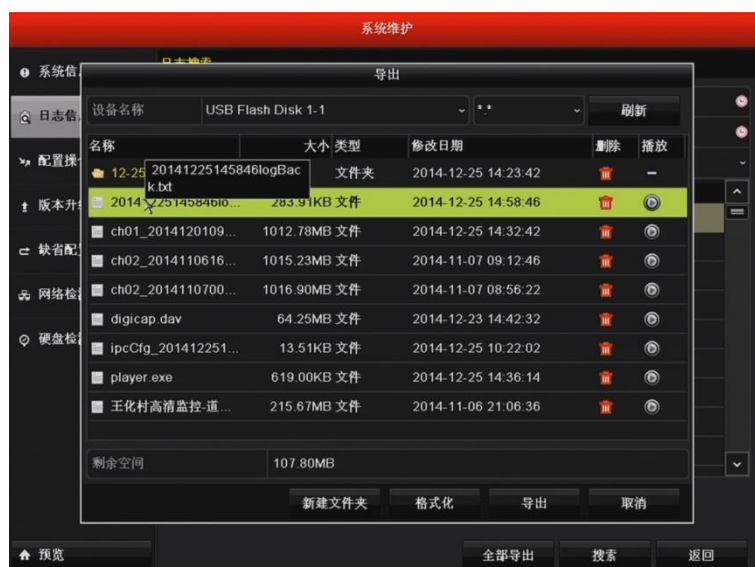 系统维护
日志搜索
系统信
导出
日志信
设备名称 USB Flash Disk 1-1 *.* 刷新
名称 大小 类型 修改日期 删除 播放
配置操
12-25 文件夹 2014-12-25 14:23:42 –
20141225145846logBac
k.txt
版本升
20141225145846lo... 283.91KB 文件 2014-12-25 14:58:46
ch01_2014120109... 1012.78MB 文件 2014-12-25 14:32:42
缺省配
ch02_2014110616... 1015.23MB 文件 2014-11-07 09:12:46
网络检
ch02_2014110700... 1016.90MB 文件 2014-11-07 08:56:22
digicap.dav 64.25MB 文件 2014-12-23 14:42:32
硬盘检
ipcCfg_201412251... 13.51KB 文件 2014-12-25 10:22:02
player.exe 619.00KB 文件 2014-12-25 14:36:14
王化村高清监控-道... 215.67MB 文件 2014-11-06 21:06:36
剩余空间 107.80MB
新建文件夹 格式化 导出 取消
预览 全部导出 搜索 返回